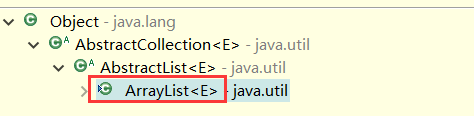 Object - java.lang
AbstractCollection<E> - java.util
AbstractList<E> - java.util
ArrayList<E> - java.util